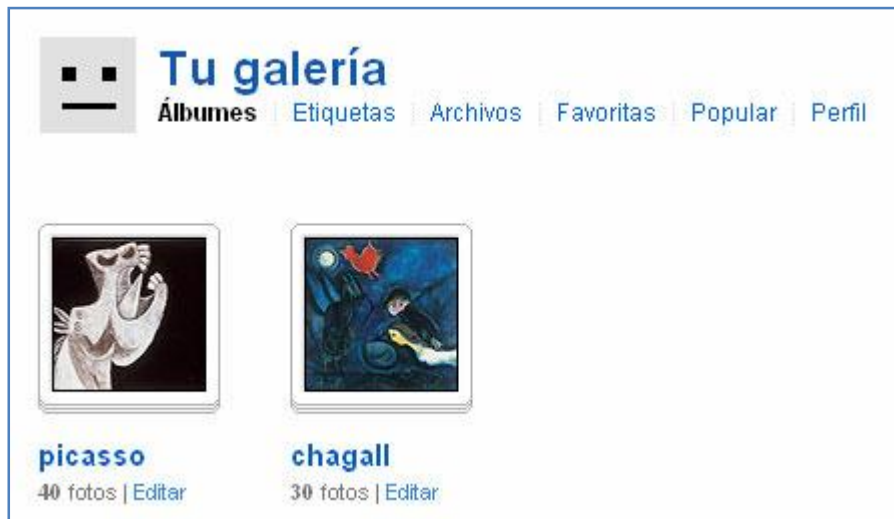 Tu galería
Álbumes | Etiquetas | Archivos | Favoritas | Popular | Perfil
picasso
40 fotos | Editar
chagall
30 fotos | Editar